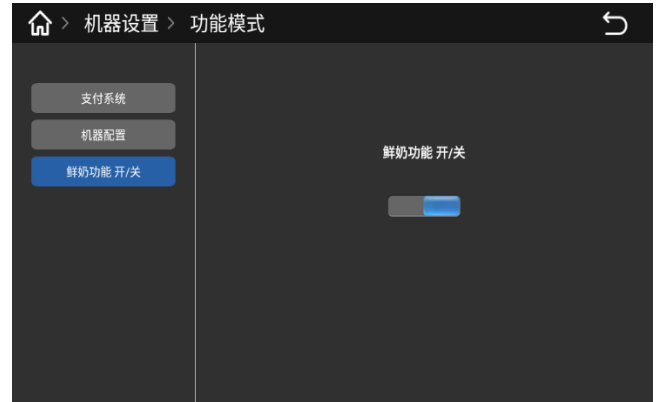 机器设置 > 功能模式
支付系统
机器配置
鲜奶功能 开/关
鲜奶功能 开/关